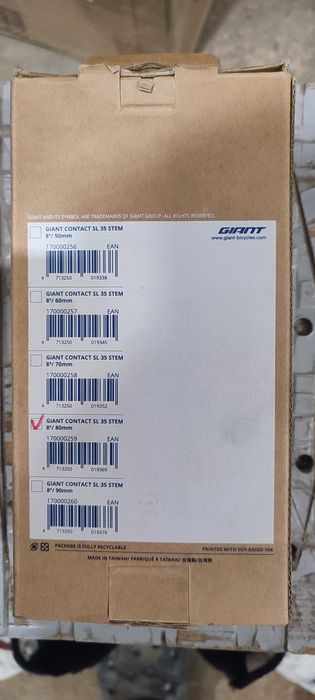 GIANT AND ITS SYMBOL ARE TRADEMARKS OF GIANT GROUP. ALL RIGHTS RESERVED.
GIANT
www.giant-bicycles.com
GIANT CONTACT SL 35 STEM
8°/ 50mm
170000256 EAN
4 713250 019338
GIANT CONTACT SL 35 STEM
8°/ 60mm
170000257 EAN
4 713250 019345
GIANT CONTACT SL 35 STEM
8°/ 70mm
170000258 EAN
4 713250 019352
GIANT CONTACT SL 35 STEM
8°/ 80mm
170000259 EAN
4 713250 019369
GIANT CONTACT SL 35 STEM
8°/ 90mm
170000260 EAN
4 713250 019376
PACKAGE IS FULLY RECYCLABLE
PRINTED WITH SOY-BASED INK
MADE IN TAIWAN/ FABRIQUÉ À TAÏWAN/ 台灣製/台湾制